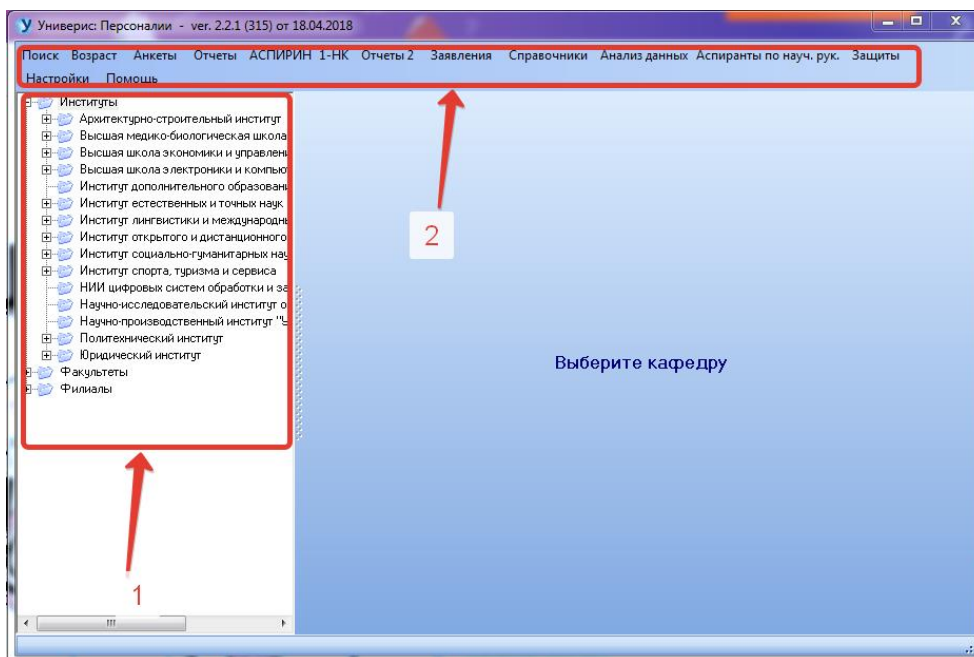 Универис: Персоналии - ver. 2.2.1 (315) от 18.04.2018
Поиск Возраст Анкеты Отчеты АСПИРИН 1-НК Отчеты 2 Заявления Справочники Анализ данных Аспиранты по науч. рук. Защиты
Настройки Помощь
Институты
Архитектурно-строительный институт
Высшая медико-биологическая школа
Высшая школа экономики и управлени
Высшая школа электроники и компьют
Институт дополнительного образовани
Институт естественных и точных наук
Институт лингвистики и международны
Институт открытого и дистанционного
Институт социально-гуманитарных нау
Институт спорта, туризма и сервиса
НИИ цифровых систем обработки и за
Научно-исследовательский институт о
Научно-производственный институт "У
Политехнический институт
Юридический институт
Факультеты
Филиалы
2
Выберите кафедру
1